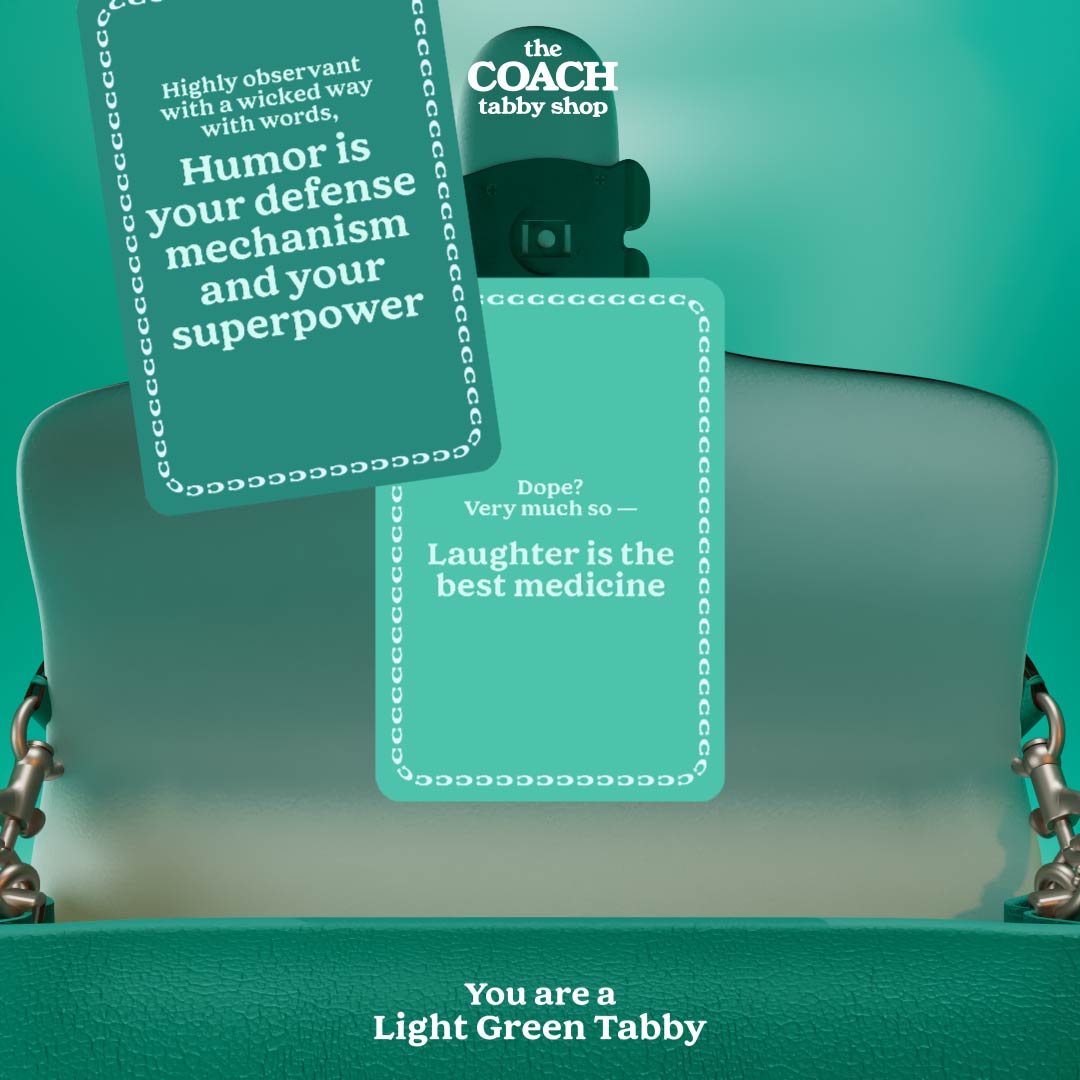 the
COACH
tabby shop
Highly observant
with a wicked way
with words,
Humor is
your defense
mechanism
and your
superpower
Dope?
Very much so —
Laughter is the
best medicine
You are a
Light Green Tabby